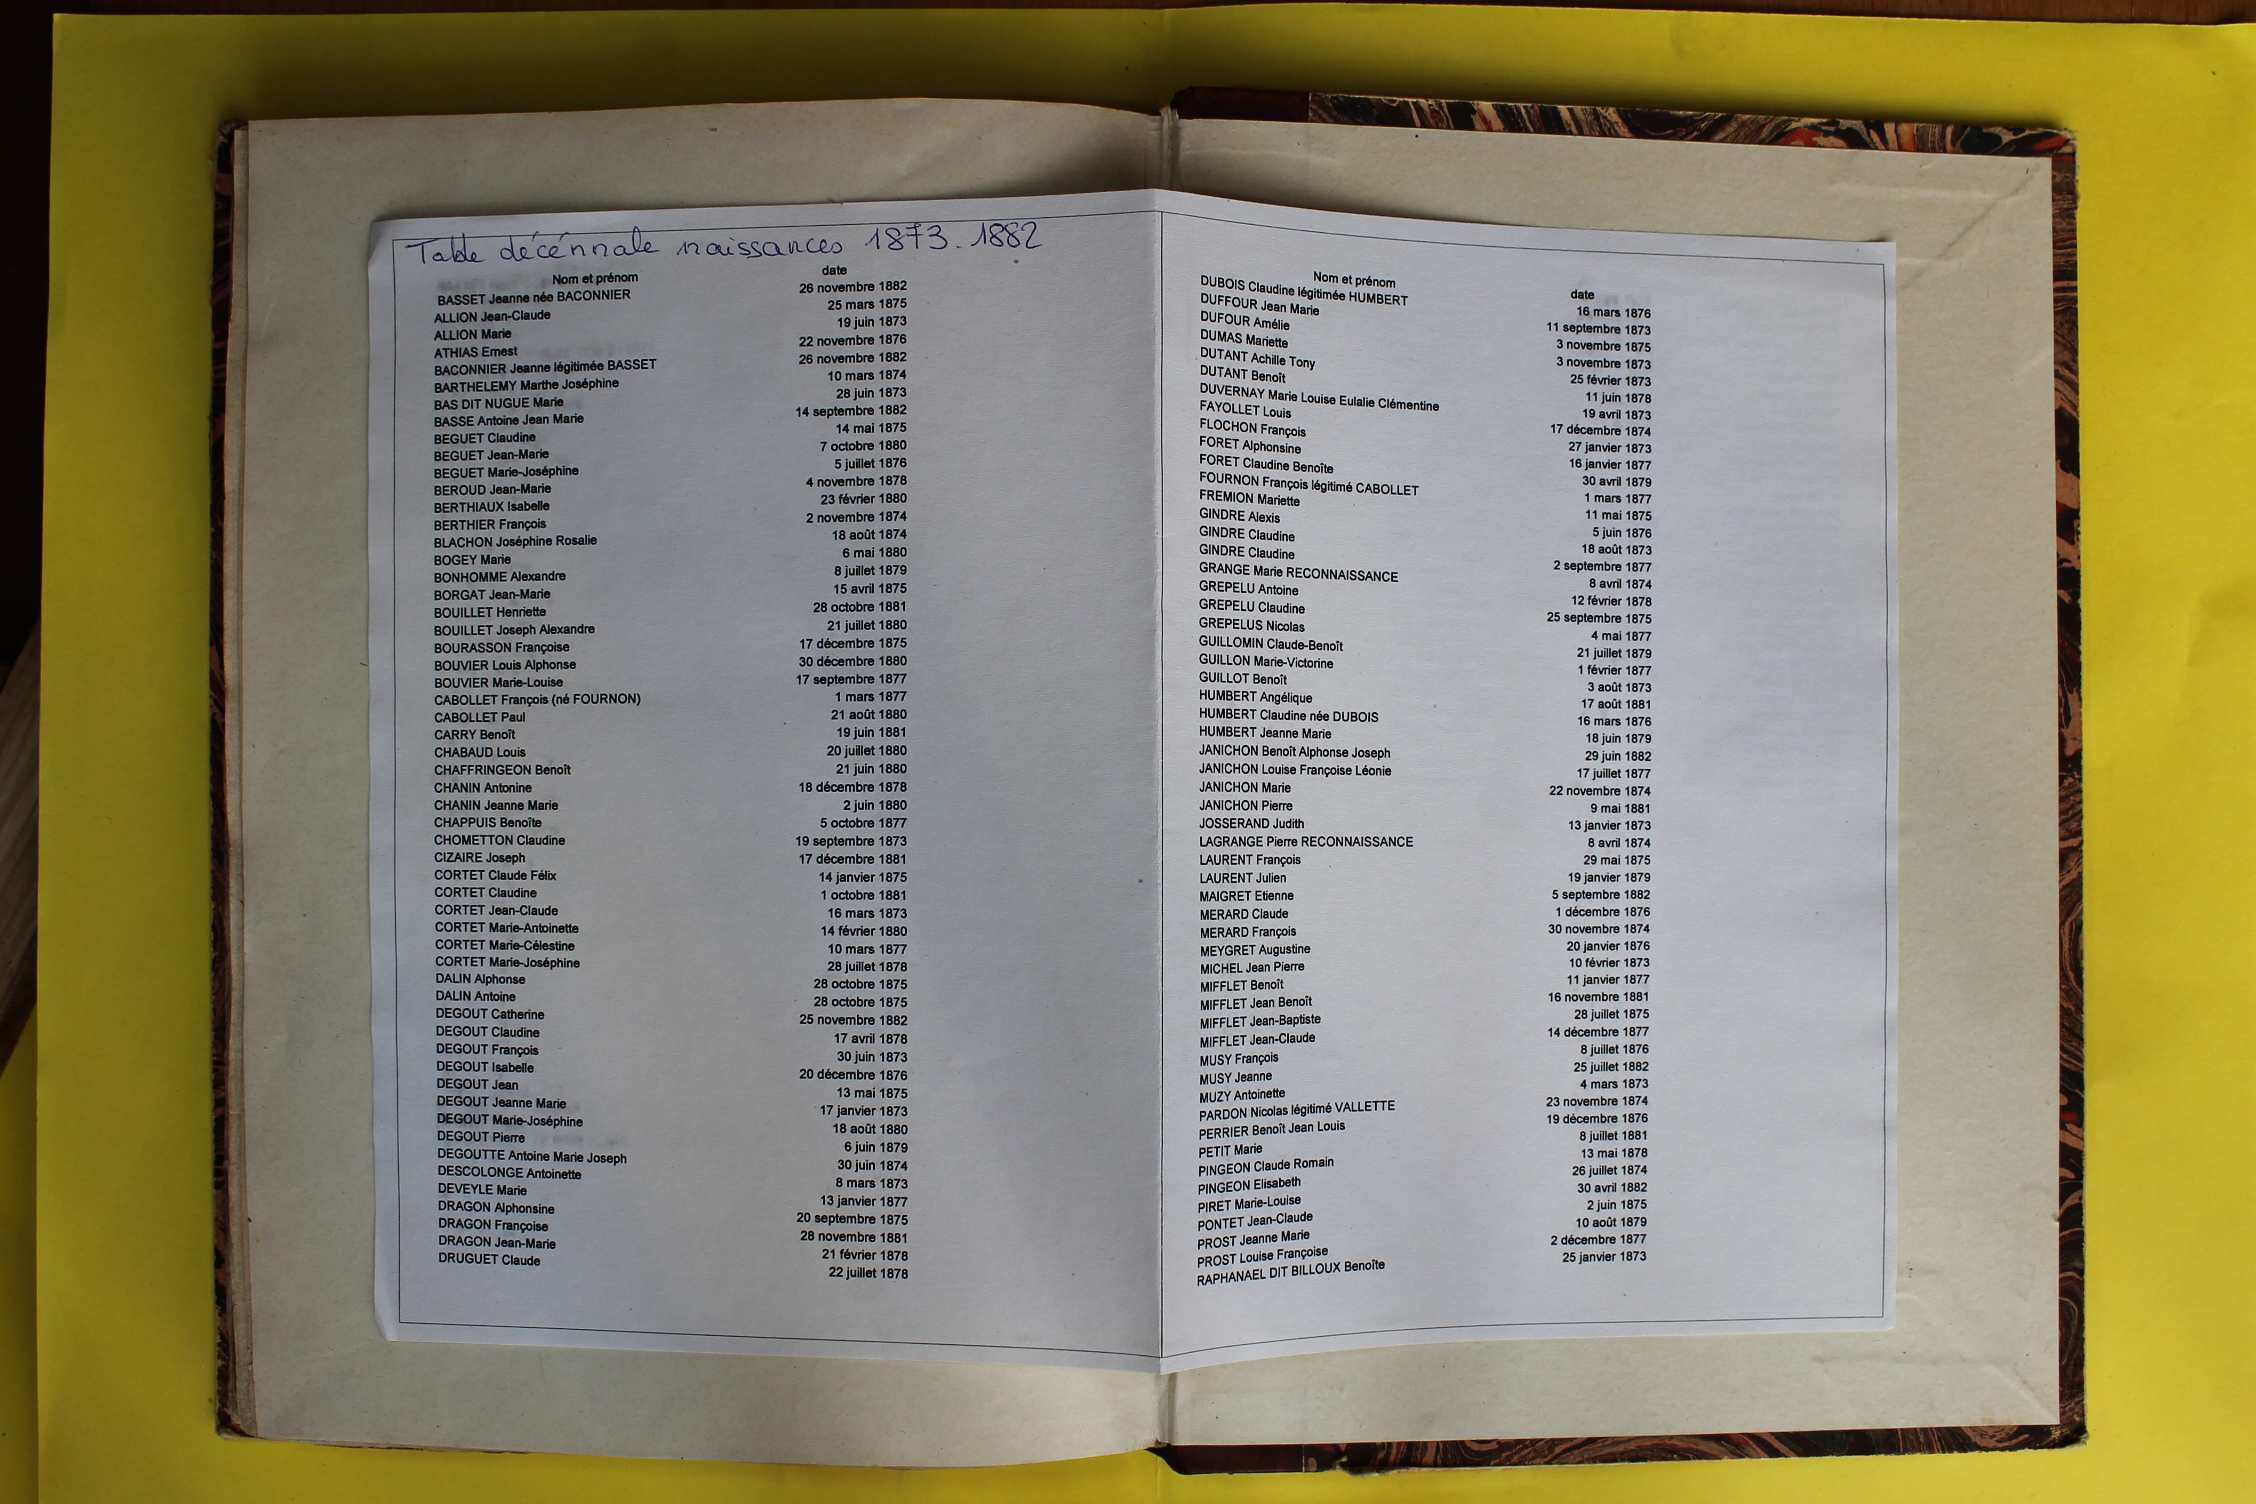 Table décénnale naissances 1873-1882
Nom et prénom date
BASSET Jeanne née BACONNIER 26 novembre 1882
ALLION Jean-Claude 25 mars 1875
ALLION Marie 19 juin 1873
ATHIAS Ernest 22 novembre 1876
BACONNIER Jeanne légitimée BASSET 26 novembre 1882
BARTHELEMY Marthe Joséphine 10 mars 1874
BAS DIT NUGUE Marie 28 juin 1873
BASSE Antoine Jean Marie 14 septembre 1882
BEGUET Claudine 14 mai 1875
BEGUET Jean-Marie 7 octobre 1880
BEGUET Marie-Joséphine 5 juillet 1876
BEROUD Jean-Marie 4 novembre 1878
BERTHIAUX Isabelle 23 février 1880
BERTHIER François 2 novembre 1874
BLACHON Joséphine Rosalie 18 août 1874
BOGEY Marie 6 mai 1880
BONHOMME Alexandre 8 juillet 1879
BORGAT Jean-Marie 15 avril 1875
BOUILLET Henriette 28 octobre 1881
BOUILLET Joseph Alexandre 21 juillet 1880
BOURASSON Françoise 17 décembre 1875
BOUVIER Louis Alphonse 30 décembre 1880
BOUVIER Marie-Louise 17 septembre 1877
CABOLLET François (né FOURNON) 1 mars 1877
CABOLLET Paul 21 août 1880
CARRY Benoît 19 juin 1881
CHABAUD Louis 20 juillet 1880
CHAFFRINGEON Benoît 21 juin 1880
CHANIN Antonine 18 décembre 1878
CHANIN Jeanne Marie 2 juin 1880
CHAPPUIS Benoîte 5 octobre 1877
CHOMETTON Claudine 19 septembre 1873
CIZAIRE Joseph 17 décembre 1881
CORTET Claude Félix 14 janvier 1875
CORTET Claudine 1 octobre 1881
CORTET Jean-Claude 16 mars 1873
CORTET Marie-Antoinette 14 février 1880
CORTET Marie-Célestine 10 mars 1877
CORTET Marie-Joséphine 28 juillet 1878
DALIN Alphonse 28 octobre 1875
DALIN Antoine 28 octobre 1875
DEGOUT Catherine 25 novembre 1882
DEGOUT Claudine 17 avril 1878
DEGOUT François 30 juin 1873
DEGOUT Isabelle 20 décembre 1876
DEGOUT Jean 13 mai 1875
DEGOUT Jeanne Marie 17 janvier 1873
DEGOUT Marie-Joséphine 18 août 1880
DEGOUT Pierre 6 juin 1879
DEGOUTTE Antoine Marie Joseph 30 juin 1874
DESCOLONGE Antoinette 8 mars 1873
DEVEYLE Marie 13 janvier 1877
DRAGON Alphonsine 20 septembre 1875
DRAGON Françoise 28 novembre 1881
DRAGON Jean-Marie 21 février 1878
DRUGUET Claude 22 juillet 1878
Nom et prénom date
DUBOIS Claudine légitimée HUMBERT 16 mars 1876
DUFFOUR Jean Marie 11 septembre 1873
DUFOUR Amélie 3 novembre 1875
DUMAS Mariette 3 novembre 1873
DUTANT Achille Tony 25 février 1873
DUTANT Benoît 11 juin 1878
DUVERNAY Marie Louise Eulalie Clémentine 19 avril 1873
FAYOLLET Louis 17 décembre 1874
FLOCHON François 27 janvier 1873
FORET Alphonsine 16 janvier 1877
FORET Claudine Benoîte 30 avril 1879
FOURNON François légitimé CABOLLET 1 mars 1877
FREMION Mariette 11 mai 1875
GINDRE Alexis 5 juin 1876
GINDRE Claudine 18 août 1873
GINDRE Claudine 2 septembre 1877
GRANGE Marie RECONNAISSANCE 8 avril 1874
GREPELU Antoine 12 février 1878
GREPELU Claudine 25 septembre 1875
GREPELUS Nicolas 4 mai 1877
GUILLOMIN Claude-Benoît 21 juillet 1879
GUILLON Marie-Victorine 1 février 1877
GUILLOT Benoît 3 août 1873
HUMBERT Angélique 17 août 1881
HUMBERT Claudine née DUBOIS 16 mars 1876
HUMBERT Jeanne Marie 18 juin 1879
JANICHON Benoît Alphonse Joseph 29 juin 1882
JANICHON Louise Françoise Léonie 17 juillet 1877
JANICHON Marie 22 novembre 1874
JANICHON Pierre 9 mai 1881
JOSSERAND Judith 13 janvier 1873
LAGRANGE Pierre RECONNAISSANCE 8 avril 1874
LAURENT François 29 mai 1875
LAURENT Julien 19 janvier 1879
MAIGRET Etienne 5 septembre 1882
MERARD Claude 1 décembre 1876
MERARD François 30 novembre 1874
MEYGRET Augustine 20 janvier 1876
MICHEL Jean Pierre 10 février 1873
MIFFLET Benoît 11 janvier 1877
MIFFLET Jean Benoît 16 novembre 1881
MIFFLET Jean-Baptiste 28 juillet 1875
MIFFLET Jean-Claude 14 décembre 1877
MUSY François 8 juillet 1876
MUSY Jeanne 25 juillet 1882
MUZY Antoinette 4 mars 1873
PARDON Nicolas légitimé VALLETTE 23 novembre 1874
PERRIER Benoît Jean Louis 19 décembre 1876
PETIT Marie 8 juillet 1881
PINGEON Claude Romain 13 mai 1878
PINGEON Elisabeth 26 juillet 1874
PIRET Marie-Louise 30 avril 1882
PONTET Jean-Claude 2 juin 1875
PROST Jeanne Marie 10 août 1879
PROST Louise Françoise 2 décembre 1877
RAPHANAEL DIT BILLOUX Benoîte 25 janvier 1873